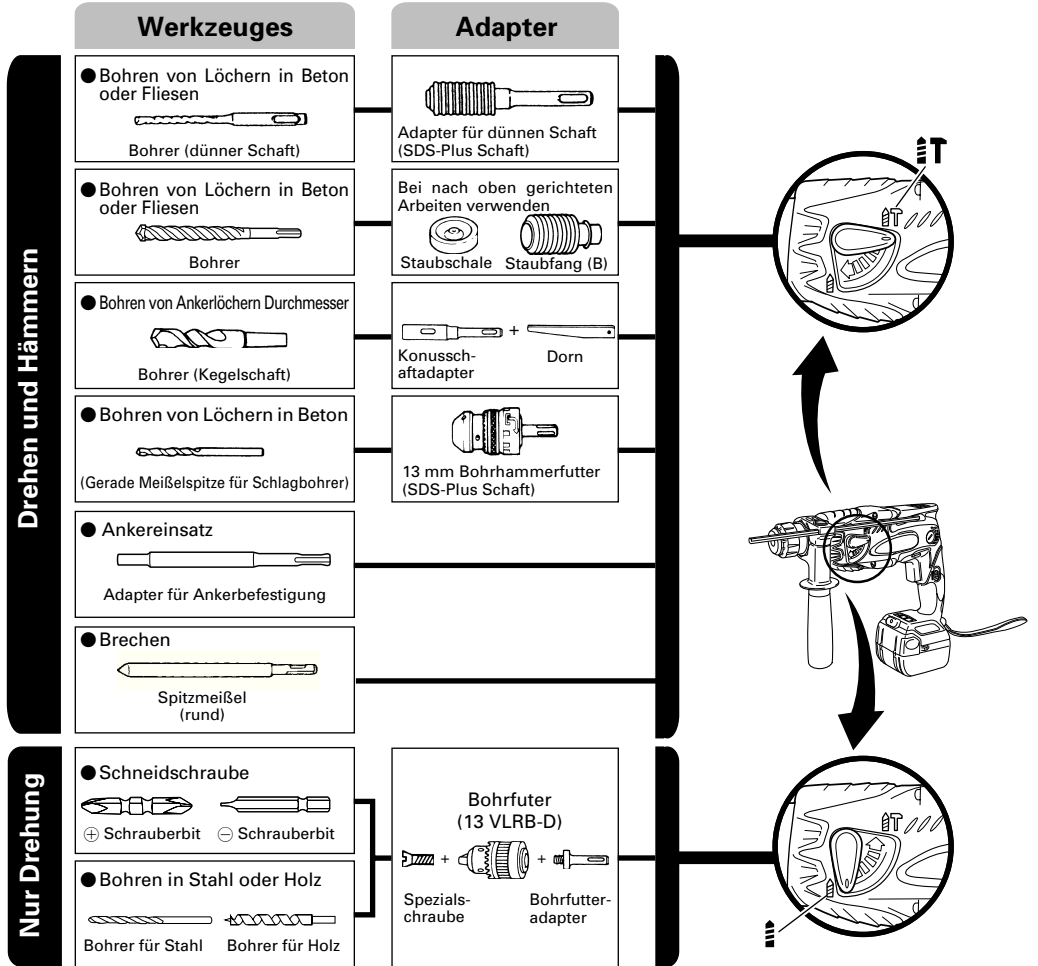 Werkzeuges
Adapter
Drehen und Hämmern
● Bohren von Löchern in Beton
oder Fliesen
Bohrer (dünner Schaft)
Adapter für dünnen Schaft
(SDS-Plus Schaft)
● Bohren von Löchern in Beton
oder Fliesen
Bohrer
Bei nach oben gerichteten
Arbeiten verwenden
Staubschale
Staubfang (B)
● Bohren von Ankerlöchern Durchmesser
Bohrer (Kegelschaft)
+
Konussch-
aftadapter
Dorn
● Bohren von Löchern in Beton
(Gerade Meißelspitze für Schlagbohrer)
13 mm Bohrhammerfutter
(SDS-Plus Schaft)
● Ankereinsatz
Adapter für Ankerbefestigung
● Brechen
Spitzmeißel
(rund)
Nur Drehung
● Schneidschraube
⊕ Schrauberbit
⊖ Schrauberbit
● Bohren in Stahl oder Holz
Bohrer für Stahl
Bohrer für Holz
Bohrfuter
(13 VLRB-D)
+ +
Spezials-
chraube
Bohrfutter-
adapter